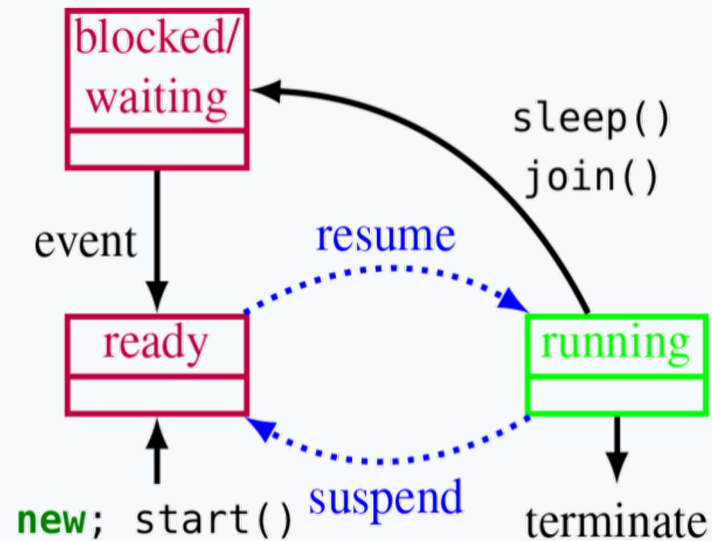 blocked/
waiting
sleep()
join()
event
resume
ready
running
suspend
new; start()
terminate